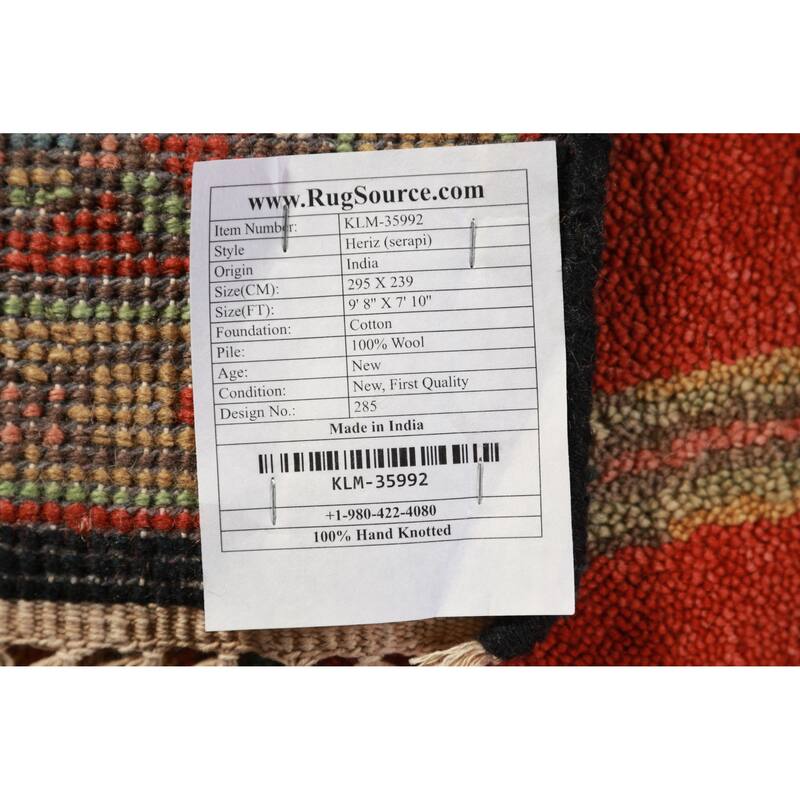 www.RugSource.com
Item Number: KLM-35992
Style Heriz (serapi)
Origin India
Size(CM): 295 X 239
Size(FT): 9' 8" X 7' 10"
Foundation: Cotton
Pile: 100% Wool
Age: New
Condition: New, First Quality
Design No.: 285
Made in India
KLM-35992
+1-980-422-4080
100% Hand Knotted